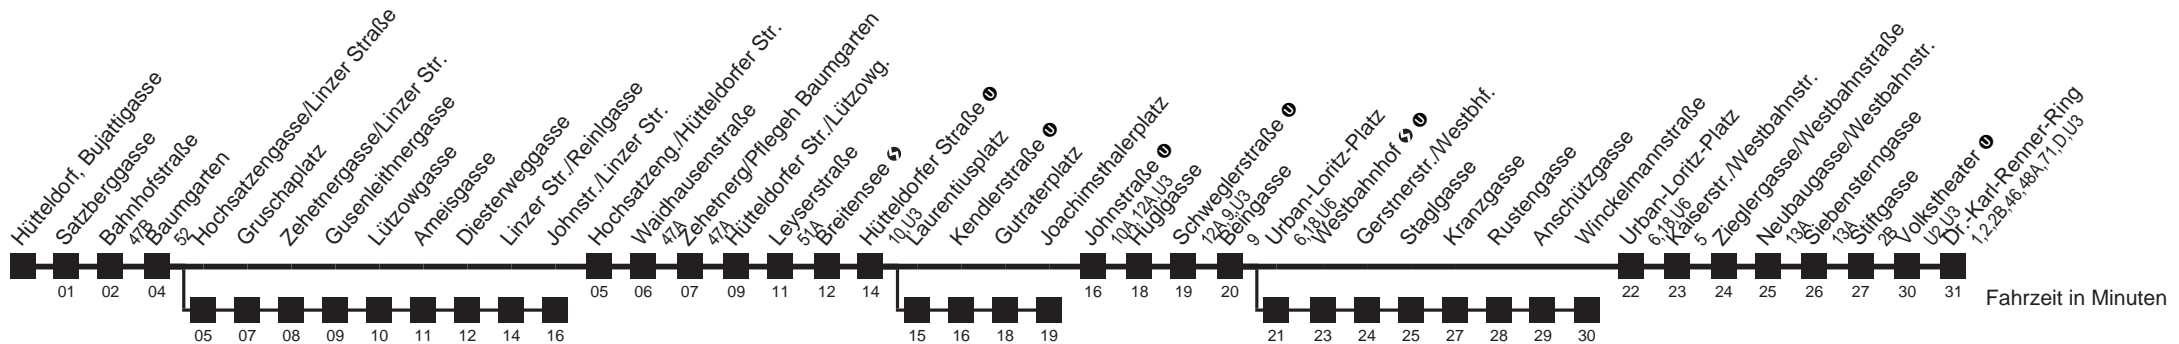 Hütteldorf, Bujattigasse
Satzberggasse
Bahnhofstraße
47B
Baumgarten
52
Hochsatzengasse/Linzer Straße
Gruschaplatz
Zehetnergasse/Linzer Str.
Gusenleithnergasse
Lützowgasse
Ameisgasse
Diesterweggasse
Linzer Str./Reinlgasse
Johnstr./Linzer Str.
Hochsatzeng./Hütteldorfer Str.
Waidhausenstraße
47A
Zehetnerg/Pflegeh Baumgarten
47A
Hütteldorfer Str./Lützowg.
Leyserstraße
51A
Breitensee
Hütteldorfer Straße U
10,U3
Laurentiusplatz
Kendlerstraße U
Gutraterplatz
Joachimsthalerplatz
Johnstraße U
10A,12A,U3
Huglgasse
Schweglerstraße U
12A,9,U3
Beingasse
9
Urban-Loritz-Platz
6,18,U6
Westbahnhof U
Gerstnerstr./Westbhf.
Staglgasse
Kranzgasse
Rustengasse
Anschützgasse
Winckelmannstraße
Urban-Loritz-Platz
6,18,U6
Kaiserstr./Westbahnstr.
5
Zieglergasse/Westbahnstraße
Neubaugasse/Westbahnstr.
13A
Siebensterngasse
13A
Stiftgasse
2B
Volkstheater U
U2,U3
Dr.-Karl-Renner-Ring
1,2,2B,46,48A,71,D,U3
01 02 04 05 06 07 09 11 12 14 16 18 19 20 22 23 24 25 26 27 30 31
Fahrzeit in Minuten
05 07 08 09 10 11 12 14 16 15 16 18 19 21 23 24 25 27 28 29 30